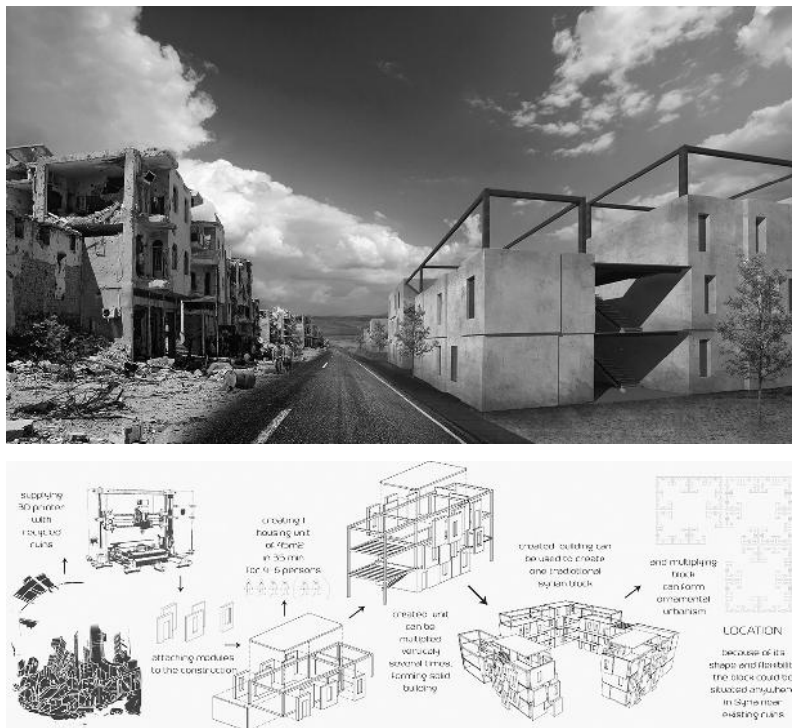 supplying
3D printer
with
recycled
ruins
attaching modules
to the construction
creating 1
housing unit
of 45m2
in 35 min
for 4-6 persons
created unit
can be
multiplied
vertically
several times,
forming solid
building
created building can
be used to create
one traditional
syrian block
and multiplying
block
can form
ornamental
urbanism
LOCATION
because of its
shape and flexibility
the block could be
situated anywhere
in Syria near
existing ruins